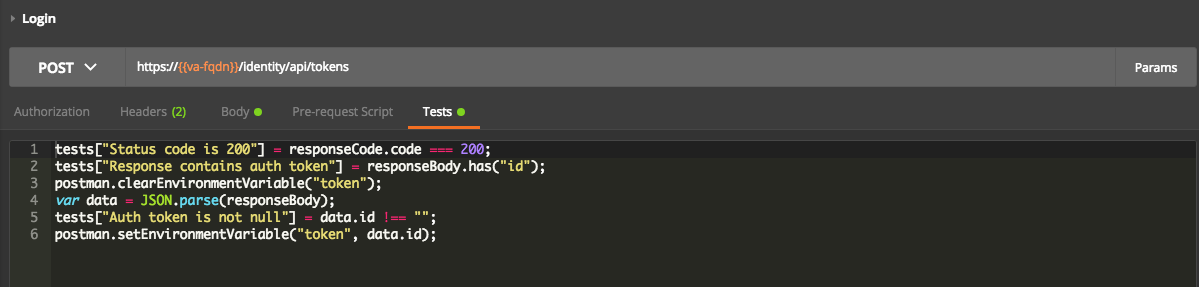 Login
POST https://{{va-fqdn}}/identity/api/tokens Params
Authorization Headers (2) Body Pre-request Script Tests
1 tests["Status code is 200"] = responseCode.code === 200;
2 tests["Response contains auth token"] = responseBody.has("id");
3 postman.clearEnvironmentVariable("token");
4 var data = JSON.parse(responseBody);
5 tests["Auth token is not null"] = data.id !== "";
6 postman.setEnvironmentVariable("token", data.id);